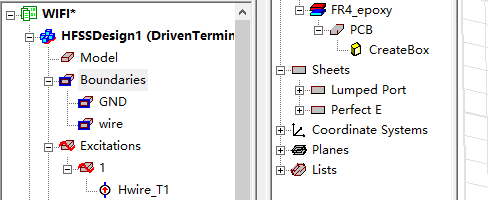 WIFI*
HFSSDesign1 (DrivenTermin
Model
Boundaries
GND
wire
Excitations
1
Hwire_T1
FR4_epoxy
PCB
CreateBox
Sheets
Lumped Port
Perfect E
Coordinate Systems
Planes
Lists